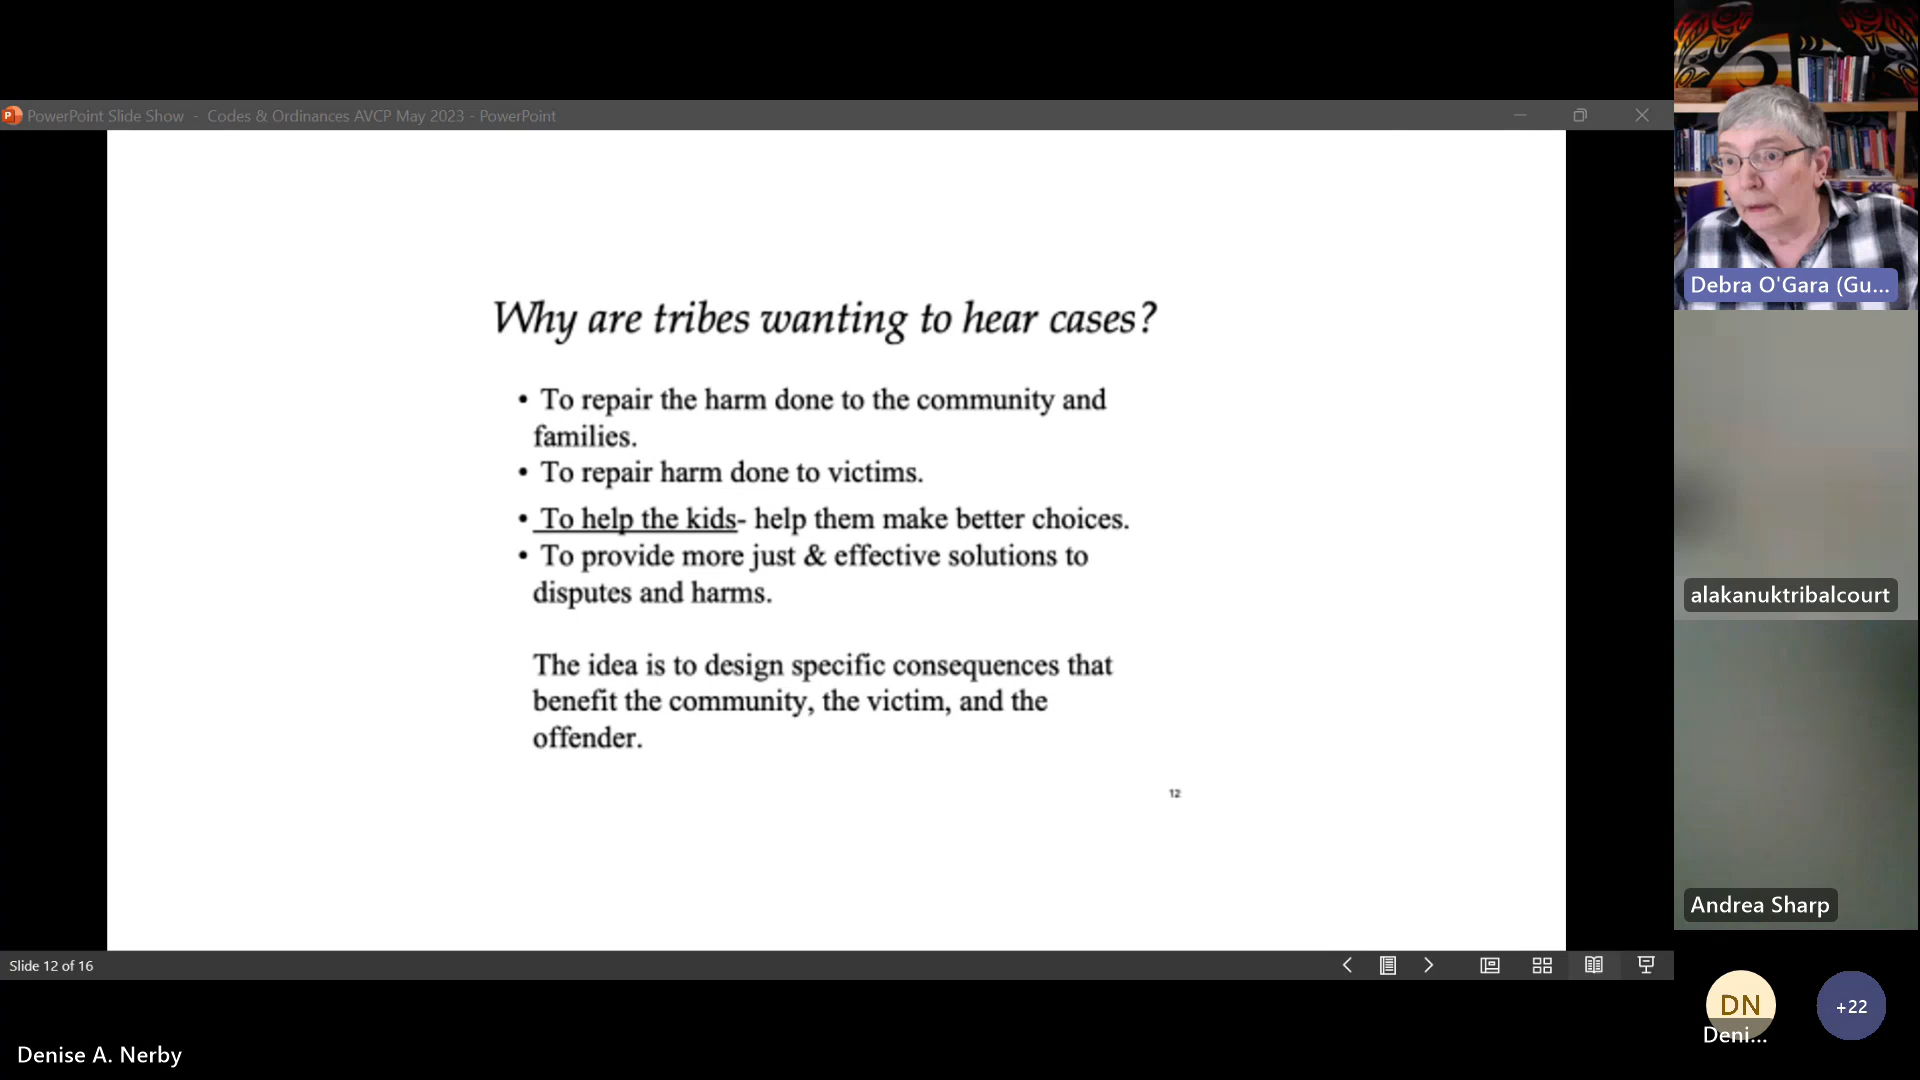 PowerPoint Slide Show - Codes & Ordinances AVCP May 2023 - PowerPoint
Why are tribes wanting to hear cases?
• To repair the harm done to the community and
families.
• To repair harm done to victims.
• To help the kids- help them make better choices.
• To provide more just & effective solutions to
disputes and harms.
The idea is to design specific consequences that
benefit the community, the victim, and the
offender.
12
Slide 12 of 16
Denise A. Nerby
Debra O'Gara (Gu...
alakanuktribalcourt
Andrea Sharp
DN
Deni...
+22